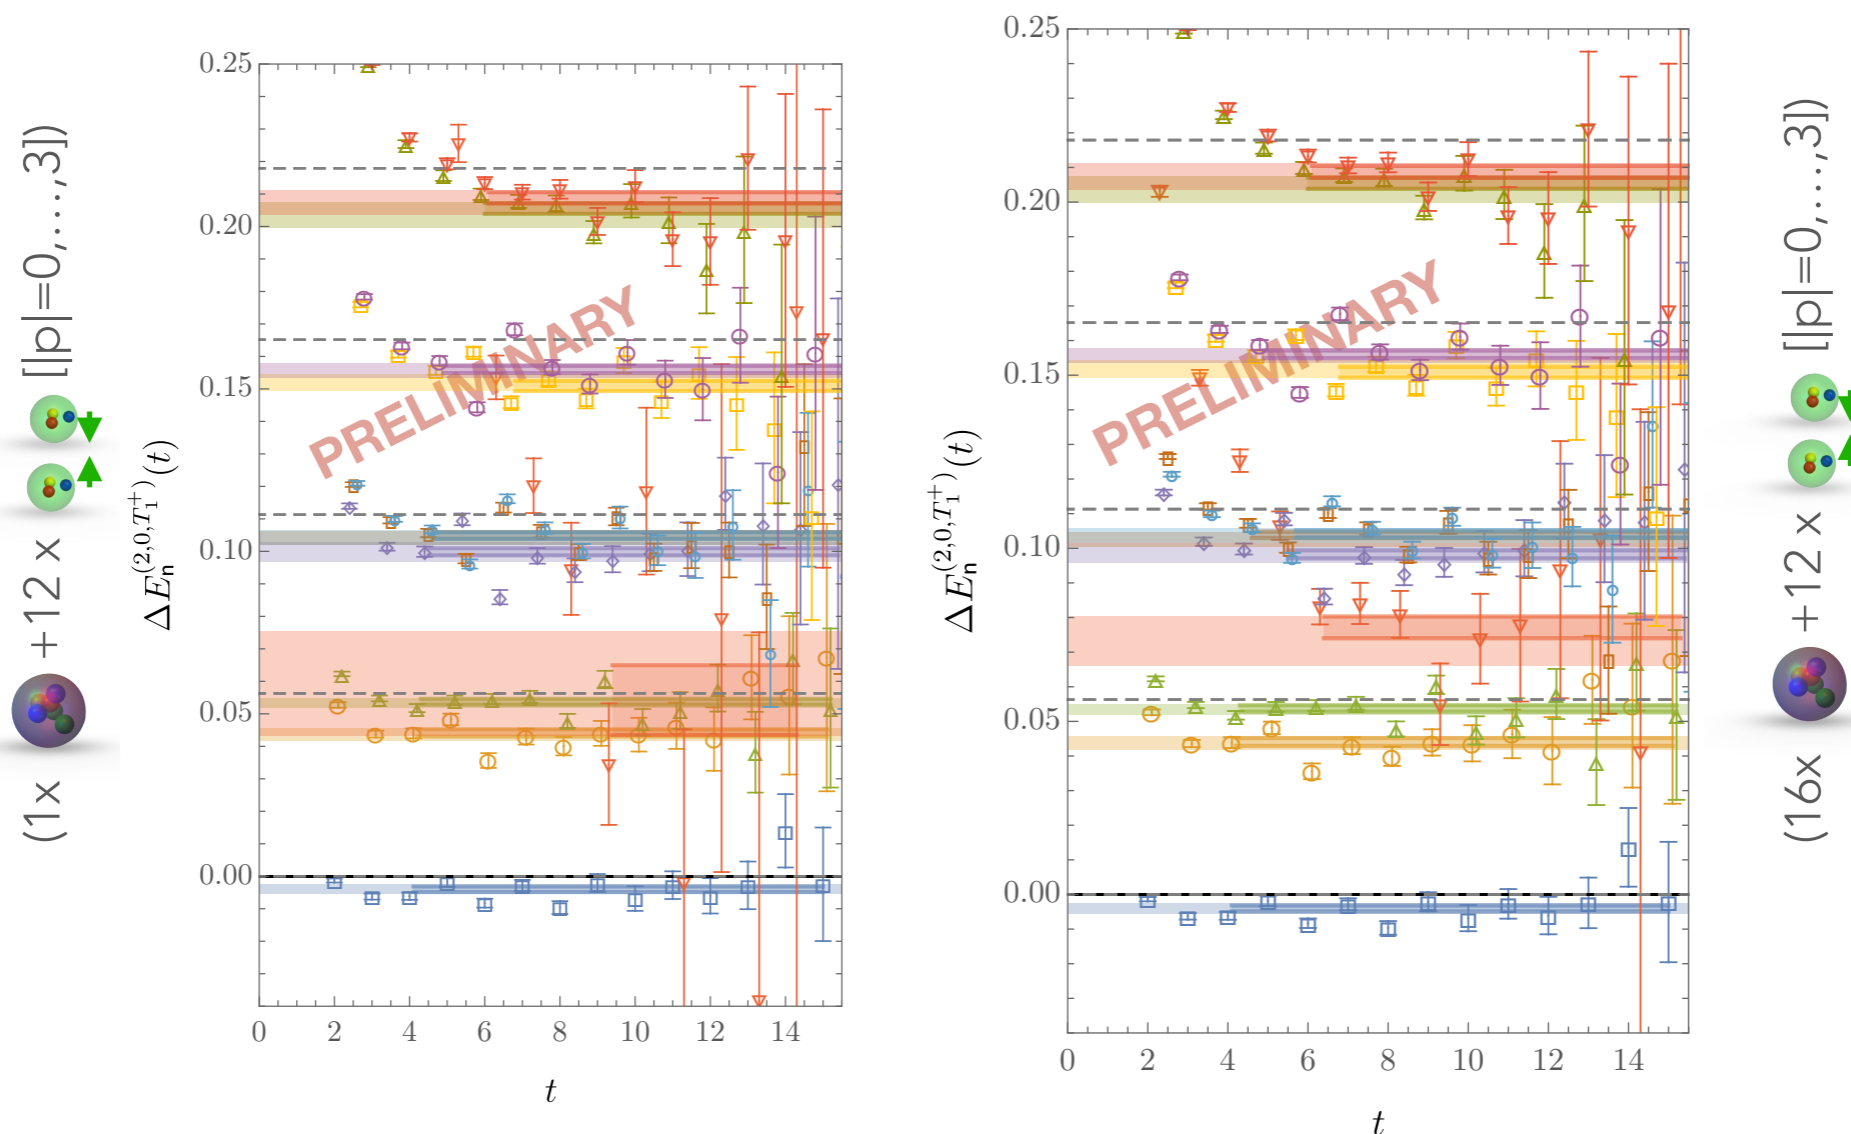 (1x +12 x [|p|=0,...,3])
ΔE_n^{(2,0,T_1^+)}(t)
0.25
0.20
0.15
0.10
0.05
0.00
PRELIMINARY
0 2 4 6 8 10 12 14
t
ΔE_n^{(2,0,T_1^+)}(t)
0.25
0.20
0.15
0.10
0.05
0.00
PRELIMINARY
0 2 4 6 8 10 12 14
t
(16x +12 x [|p|=0,...,3])